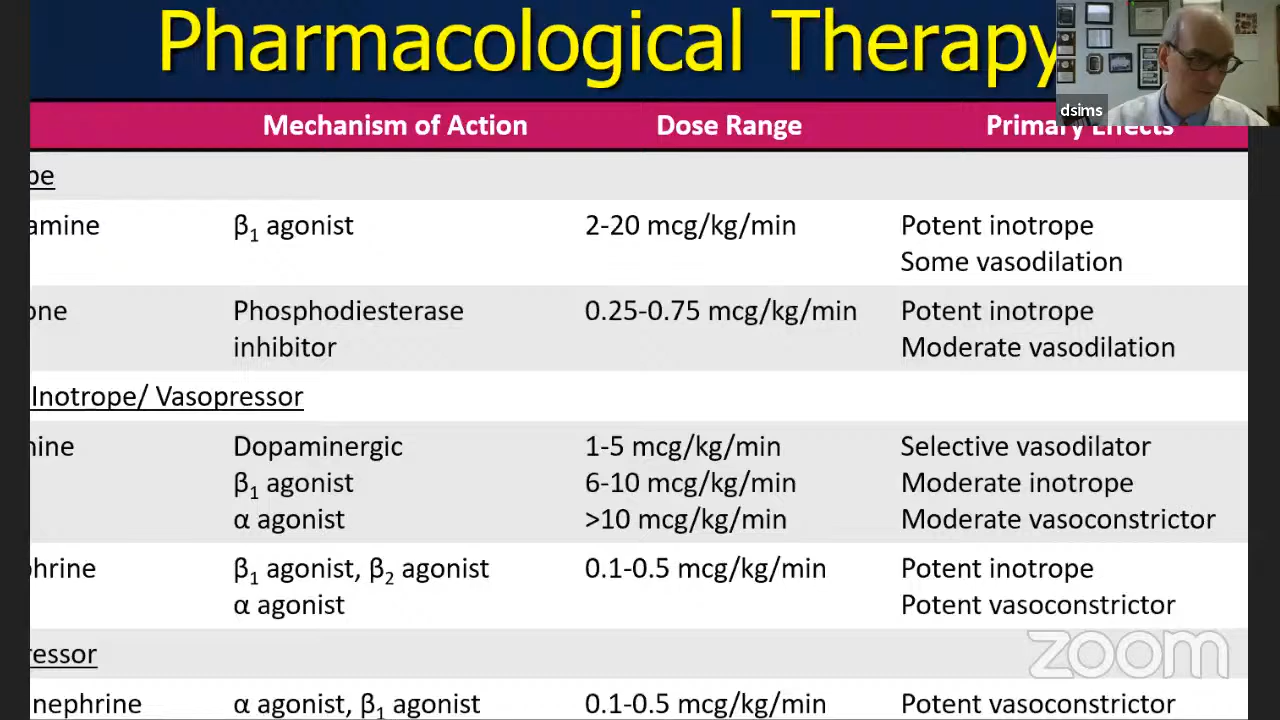 Pharmacological Therapy
dsims
Mechanism of Action Dose Range Primary Effects
pe
amine β1 agonist 2-20 mcg/kg/min Potent inotrope
Some vasodilation
one Phosphodiesterase 0.25-0.75 mcg/kg/min Potent inotrope
inhibitor Moderate vasodilation
Inotrope/ Vasopressor
nine Dopaminergic 1-5 mcg/kg/min Selective vasodilator
β1 agonist 6-10 mcg/kg/min Moderate inotrope
α agonist >10 mcg/kg/min Moderate vasoconstrictor
phrine β1 agonist, β2 agonist 0.1-0.5 mcg/kg/min Potent inotrope
α agonist Potent vasoconstrictor
ressor
zoom
nephrine α agonist, β1 agonist 0.1-0.5 mcg/kg/min Potent vasoconstrictor